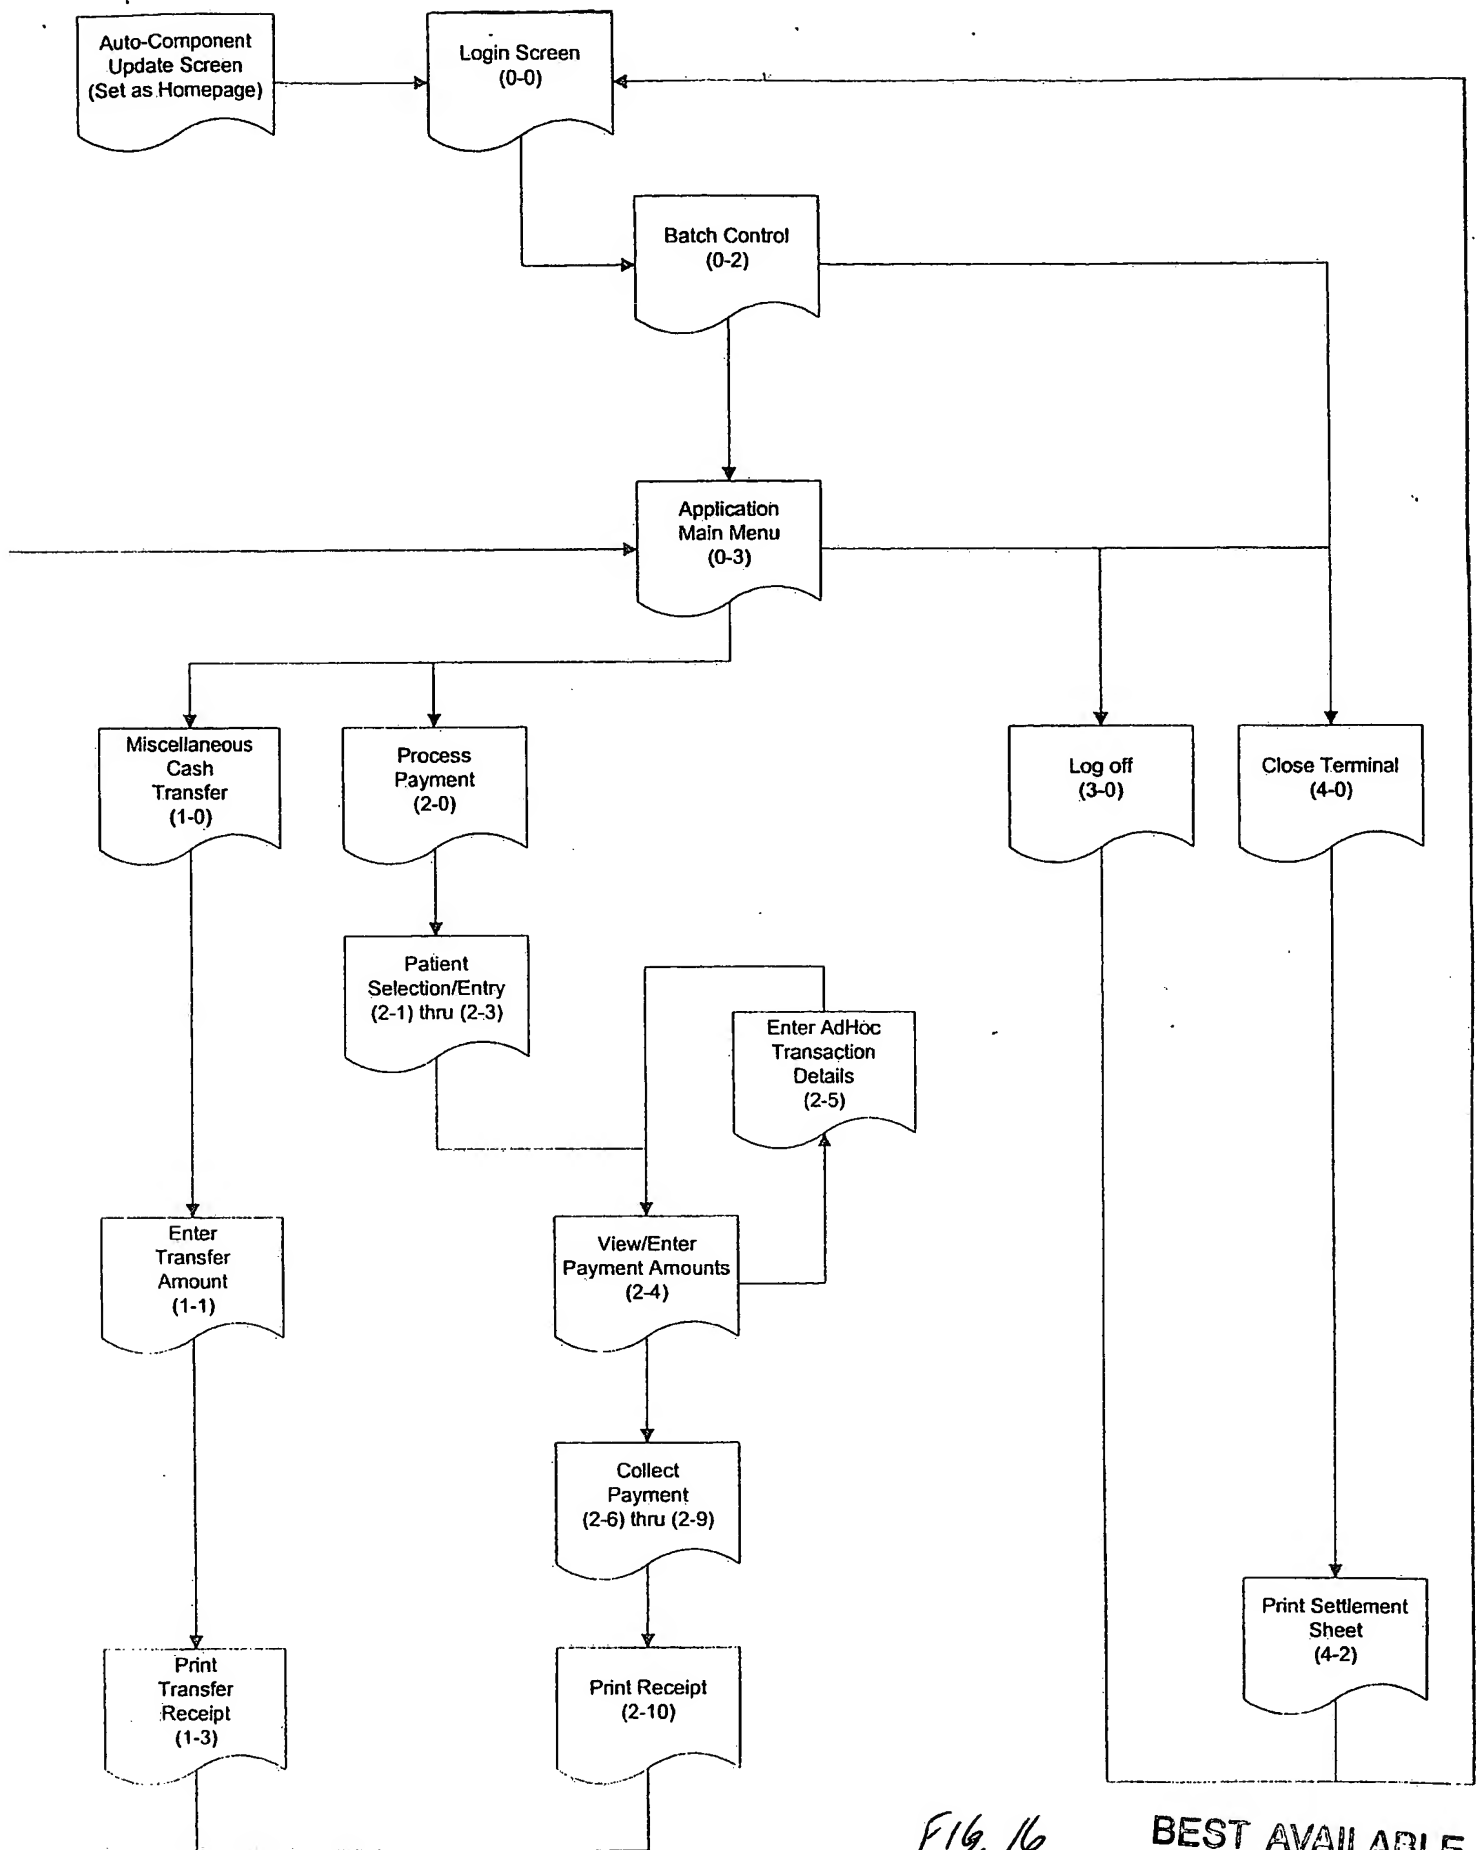 Auto-Component
Update Screen
(Set as Homepage)
Login Screen
(0-0)
Batch Control
(0-2)
Application
Main Menu
(0-3)
Miscellaneous
Cash
Transfer
(1-0)
Process
Payment
(2-0)
Log off
(3-0)
Close Terminal
(4-0)
Patient
Selection/Entry
(2-1) thru (2-3)
Enter AdHoc
Transaction
Details
(2-5)
Enter
Transfer
Amount
(1-1)
View/Enter
Payment Amounts
(2-4)
Collect
Payment
(2-6) thru (2-9)
Print Settlement
Sheet
(4-2)
Print
Transfer
Receipt
(1-3)
Print Receipt
(2-10)
FIG. 16
BEST AVAILABLE